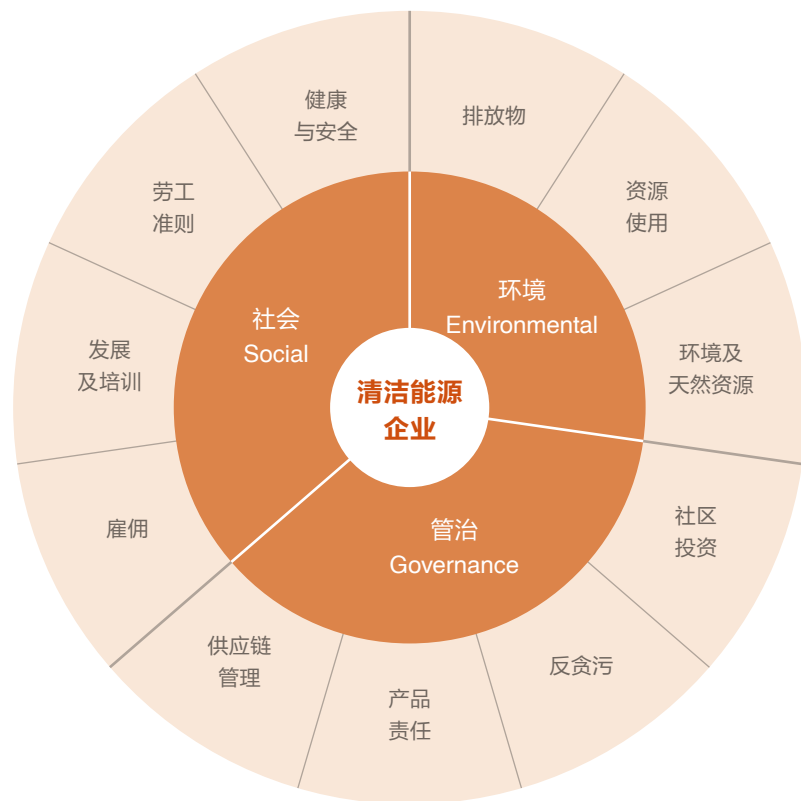 健康
与安全
排放物
劳工
准则
资源
使用
社会
Social
环境
Environmental
发展
及培训
清洁能源
企业
环境及
天然资源
雇佣
管治
Governance
社区
投资
供应链
管理
产品
责任
反贪污